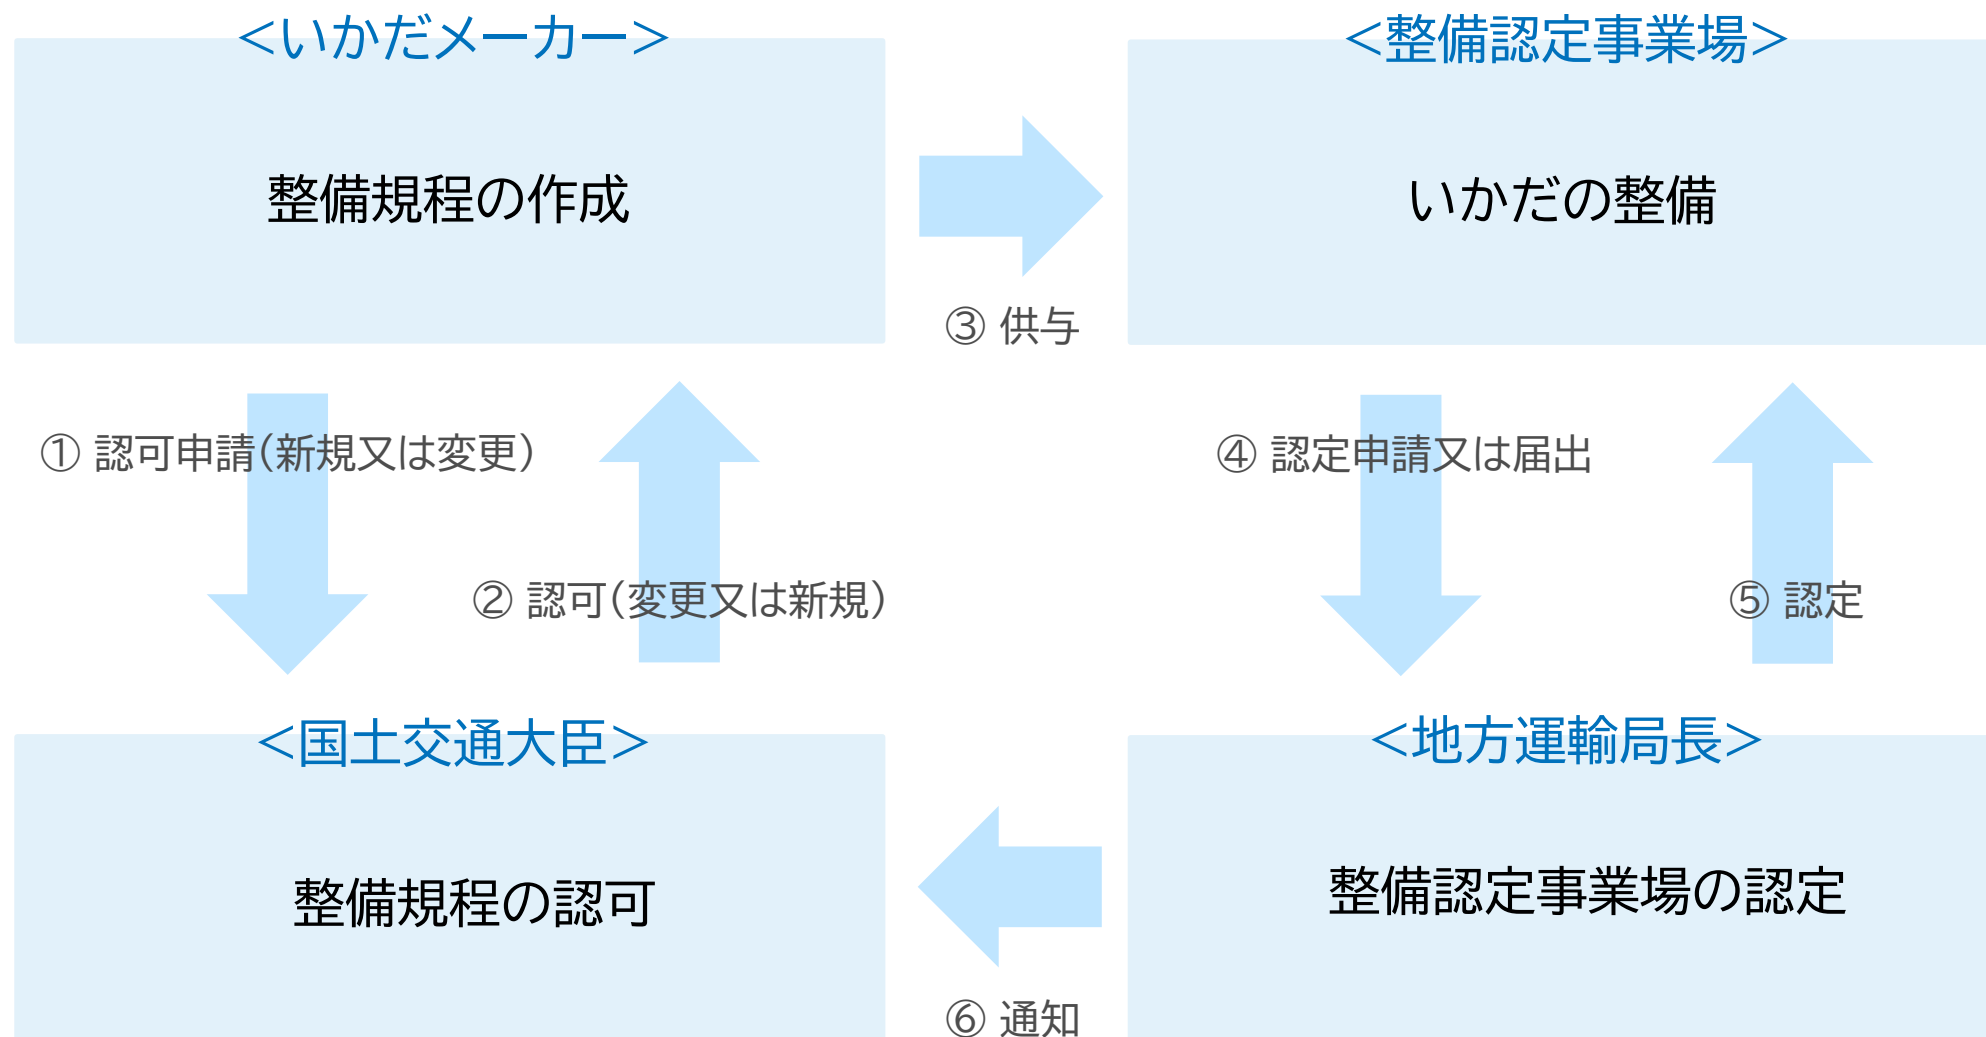 ＜いかだメーカー＞
整備規程の作成
＜整備認定事業場＞
いかだの整備
③ 供与
① 認可申請（新規又は変更）
② 認可（変更又は新規）
④ 認定申請又は届出
⑤ 認定
＜国土交通大臣＞
整備規程の認可
＜地方運輸局長＞
整備認定事業場の認定
⑥ 通知